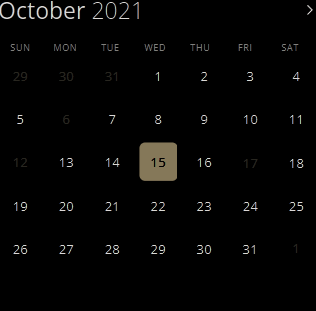 October 2021
SUN MON TUE WED THU FRI SAT
29 30 31 1 2 3 4
5 6 7 8 9 10 11
12 13 14 15 16 17 18
19 20 21 22 23 24 25
26 27 28 29 30 31 1